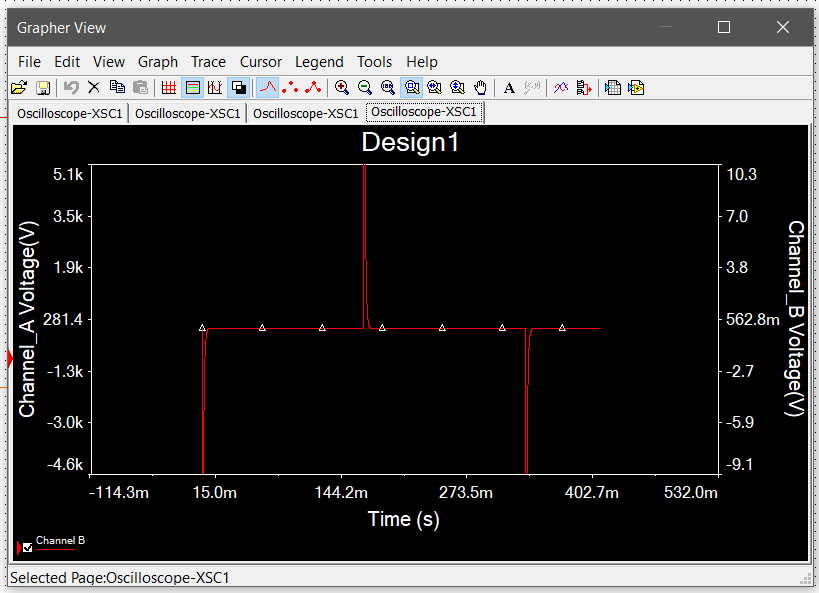 Grapher View
File Edit View Graph Trace Cursor Legend Tools Help
A
Oscilloscope-XSC1 Oscilloscope-XSC1 Oscilloscope-XSC1 Oscilloscope-XSC1
Design1
5.1k
3.5k
1.9k
281.4
-1.3k
-3.0k
-4.6k
Channel_A Voltage(V)
10.3
7.0
3.8
562.8m
-2.7
-5.9
-9.1
Channel_B Voltage(V)
-114.3m 15.0m 144.2m 273.5m 402.7m 532.0m
Time (s)
Channel B
Selected Page:Oscilloscope-XSC1